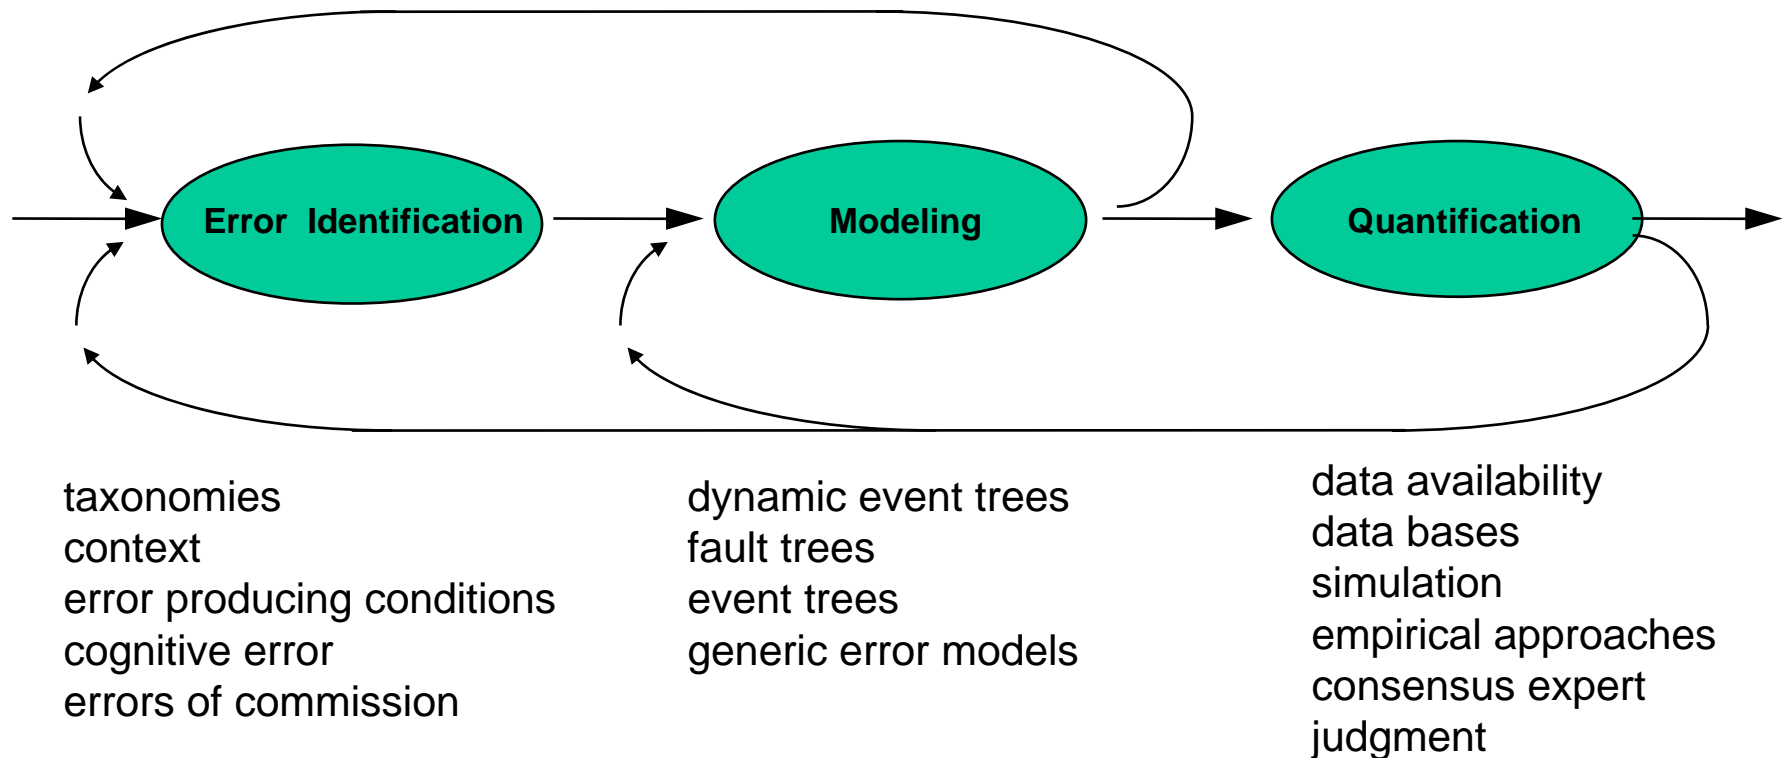 Error Identification
Modeling
Quantification
taxonomies
context
error producing conditions
cognitive error
errors of commission
dynamic event trees
fault trees
event trees
generic error models
data availability
data bases
simulation
empirical approaches
consensus expert
judgment